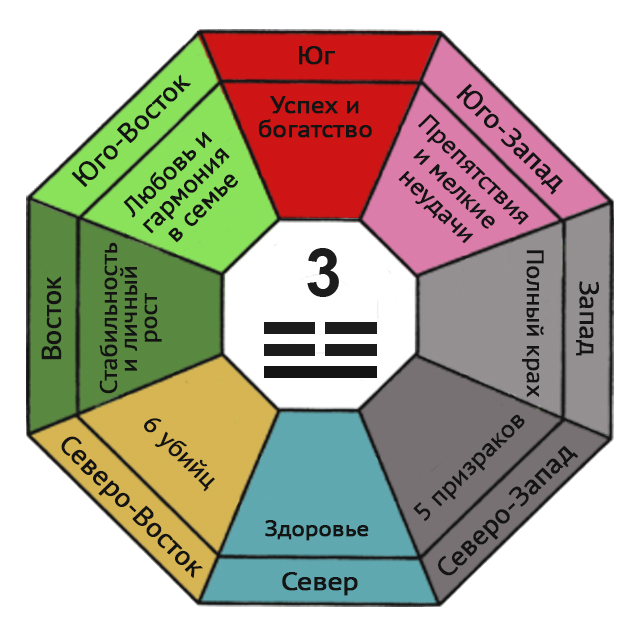 Юг
Успех и
богатство
Юго-Запад
Препятствия
и мелкие
неудачи
Запад
Полный крах
Северо-Запад
5 призраков
Север
Здоровье
Северо-Восток
6 убийц
Восток
Стабильность
и личный
рост
Юго-Восток
Любовь и
гармония
в семье
3